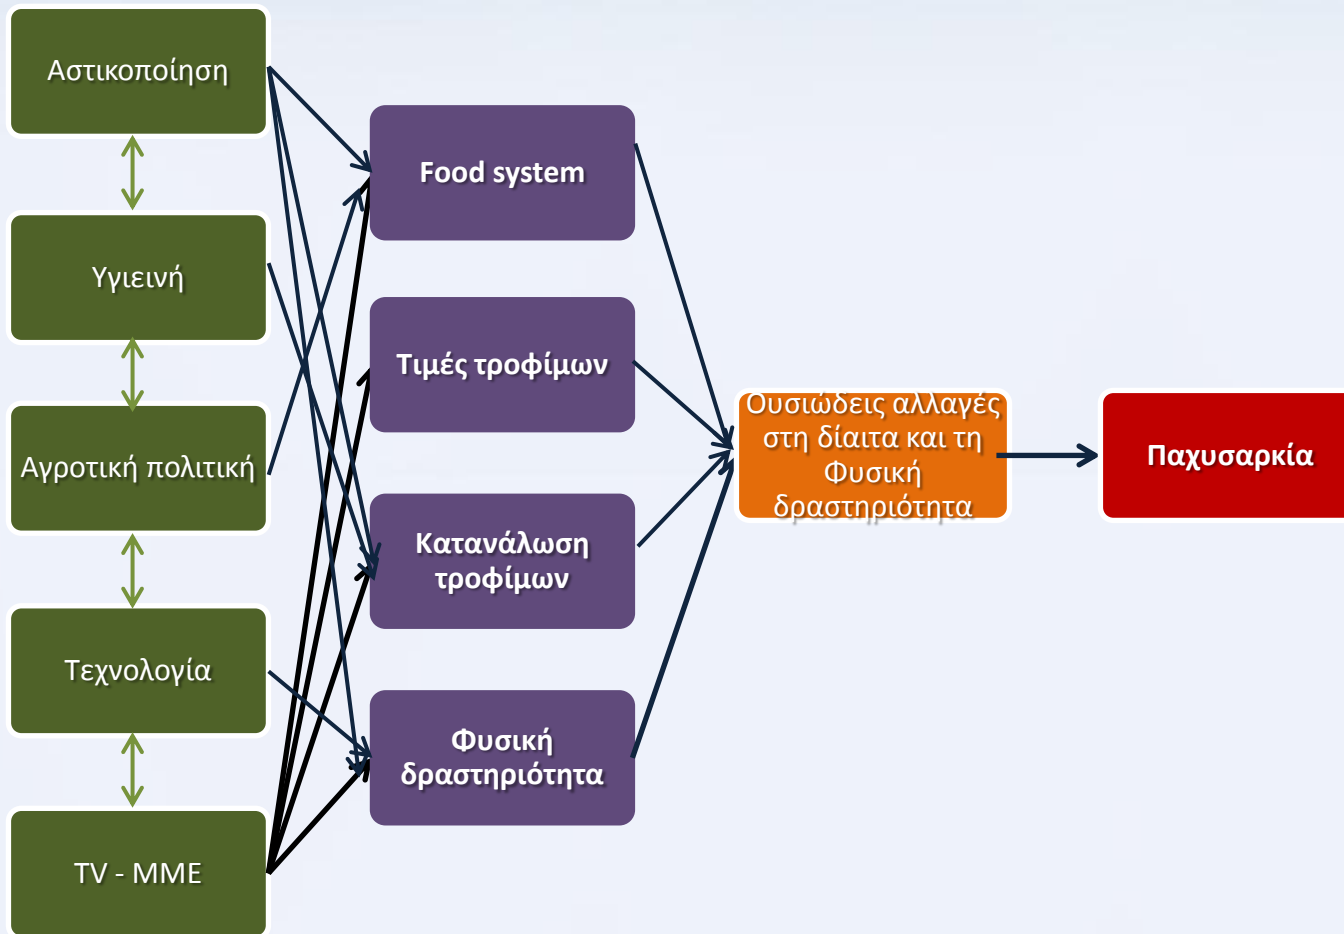 Αστικοποίηση
Υγιεινή
Αγροτική πολιτική
Τεχνολογία
TV - ΜΜΕ
Food system
Τιμές τροφίμων
Κατανάλωση
τροφίμων
Φυσική
δραστηριότητα
Ουσιώδεις αλλαγές
στη δίαιτα και τη
Φυσική
δραστηριότητα
Παχυσαρκία